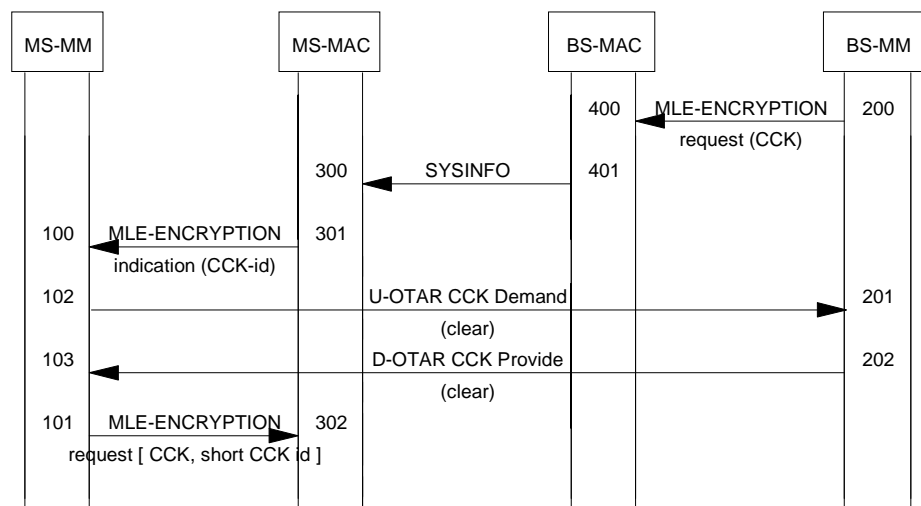 MS-MM MS-MAC BS-MAC BS-MM
400 MLE-ENCRYPTION 200
request (CCK)
300 SYSINFO 401
100 MLE-ENCRYPTION 301
indication (CCK-id)
102 U-OTAR CCK Demand 201
(clear)
103 D-OTAR CCK Provide 202
(clear)
101 MLE-ENCRYPTION 302
request [ CCK, short CCK id ]